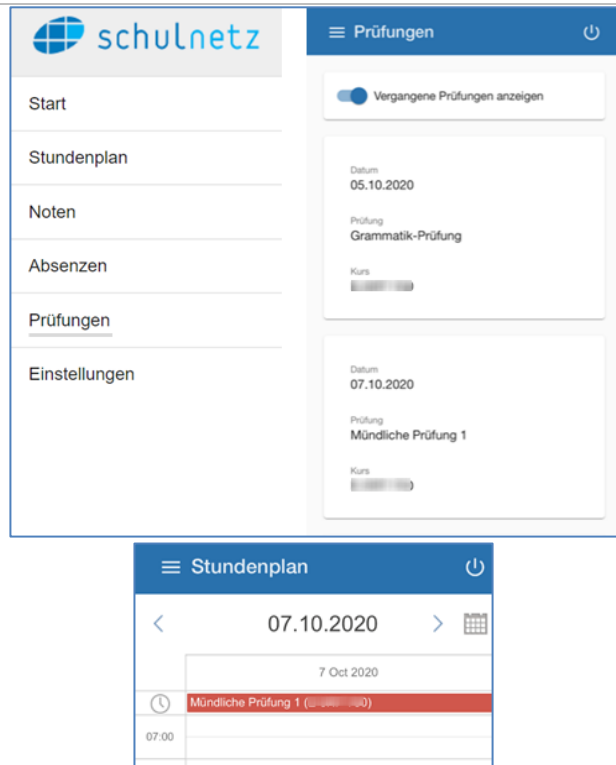 schulnetz
Start
Stundenplan
Noten
Absenzen
Prüfungen
Einstellungen
Prüfungen
Vergangene Prüfungen anzeigen
Datum
05.10.2020
Prüfung
Grammatik-Prüfung
Kurs
Datum
07.10.2020
Prüfung
Mündliche Prüfung 1
Kurs
Stundenplan
07.10.2020
7 Oct 2020
Mündliche Prüfung 1 (
07:00